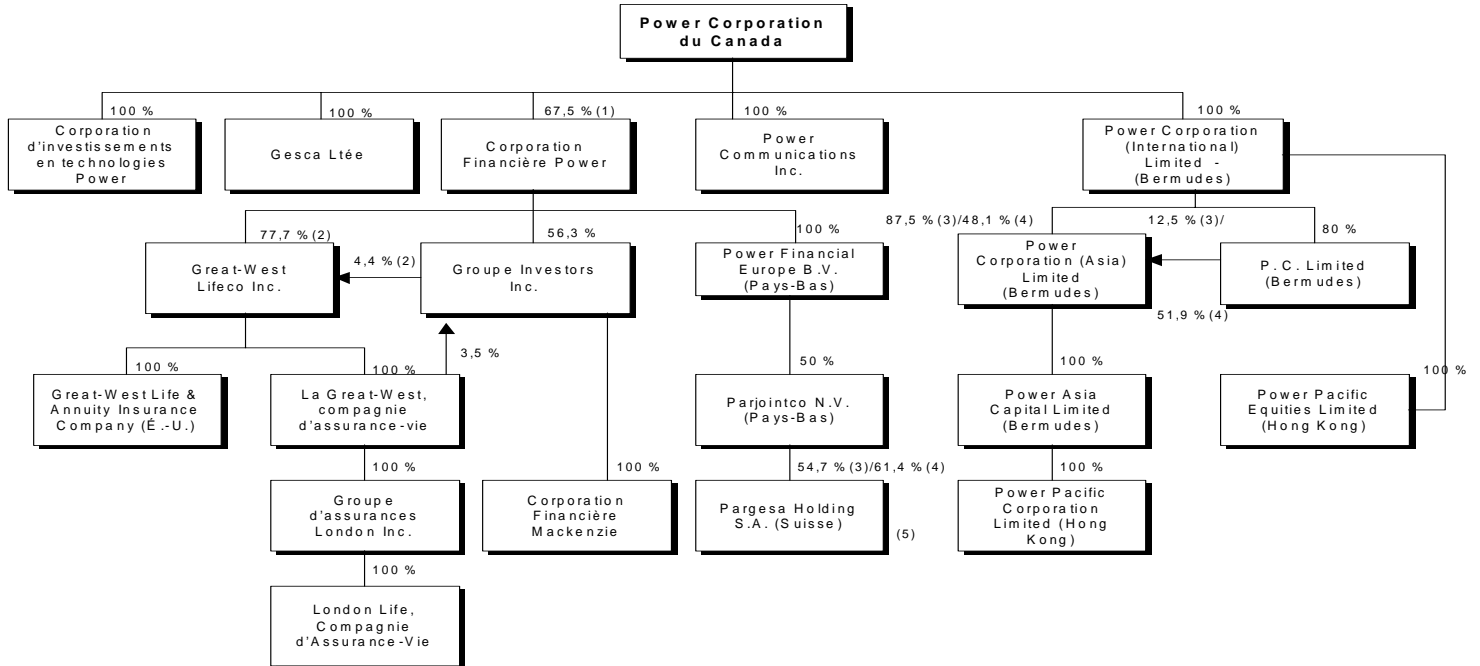 Power Corporation
du Canada
100 %
100 %
67,5 % (1)
100 %
100 %
Corporation
d'investissements
en technologies
Power
Gesca Ltée
Corporation
Financière Power
Power
Communications
Inc.
Power Corporation
(International)
Limited -
(Bermudes)
77,7 % (2)
56,3 %
100 %
87,5 % (3)/48,1 % (4)
12,5 % (3)/
80 %
Great-West
Lifeco Inc.
4,4 % (2)
Groupe Investors
Inc.
Power Financial
Europe B.V.
(Pays-Bas)
Power
Corporation (Asia)
Limited
(Bermudes)
P.C. Limited
(Bermudes)
51,9 % (4)
100 %
100 %
3,5 %
50 %
100 %
100 %
Great-West Life &
Annuity Insurance
Company (É.-U.)
La Great-West,
compagnie
d'assurance-vie
Parjointco N.V.
(Pays-Bas)
Power Asia
Capital Limited
(Bermudes)
Power Pacific
Equities Limited
(Hong Kong)
100 %
100 %
54,7 % (3)/61,4 % (4)
100 %
Groupe
d'assurances
London Inc.
Corporation
Financière
Mackenzie
Pargesa Holding
S.A. (Suisse)
(5)
Power Pacific
Corporation
Limited (Hong
Kong)
100 %
London Life,
Compagnie
d'Assurance-Vie